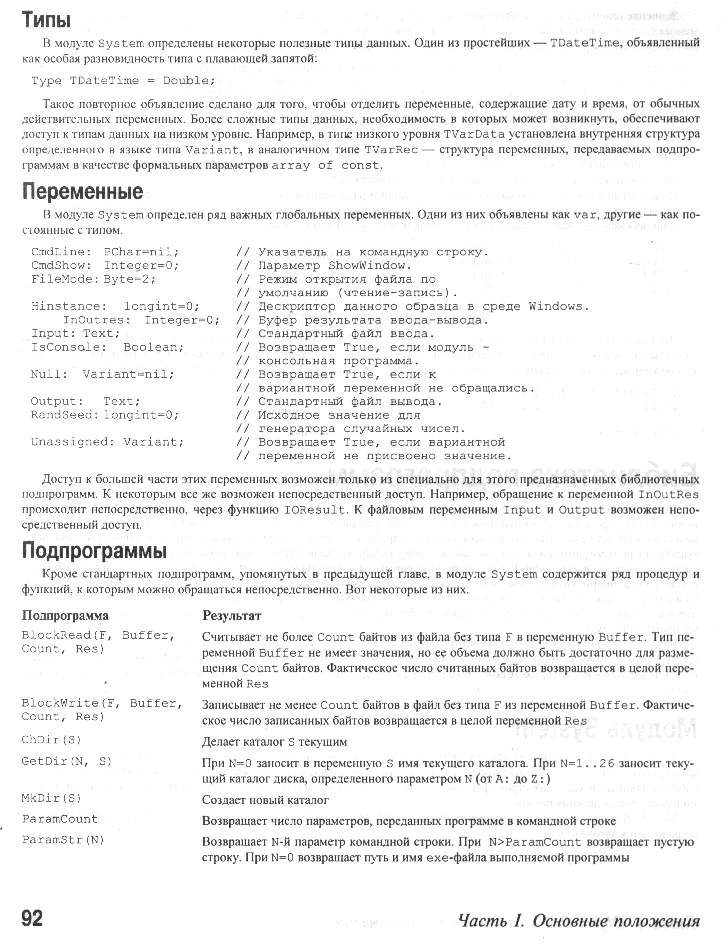 Типы
В модуле System определены некоторые полезные типы данных. Один из простейших — TDateTime, объявленный
как особая разновидность типа с плавающей запятой:
Type TDateTime = Double;
Такое повторное объявление сделано для того, чтобы отделить переменные, содержащие дату и время, от обычных
действительных переменных. Более сложные типы данных, необходимость в которых может возникнуть, обеспечивают
доступ к типам данных на низком уровне. Например, в типе низкого уровня TVarData установлена внутренняя структура
определенного в языке типа Variant, в аналогичном типе TVarRec — структура переменных, передаваемых подпро-
граммам в качестве формальных параметров array of const.
Переменные
В модуле System определен ряд важных глобальных переменных. Одни из них объявлены как var, другие — как по-
стоянные с типом.
CmdLine: PChar=nil; // Указатель на командную строку.
CmdShow: Integer=0; // Параметр ShowWindow.
FileMode: Byte=2; // Режим открытия файла по
// умолчанию (чтение-запись).
Hinstance: longint=0; // Дескриптор данного образца в среде Windows.
InOutres: Integer=0; // Буфер результата ввода-вывода.
Input: Text; // Стандартный файл ввода.
IsConsole: Boolean; // Возвращает True, если модуль -
// консольная программа.
Null: Variant=nil; // Возвращает True, если к
// вариантной переменной не обращались.
Output: Text; // Стандартный файл вывода.
RandSeed: longint=0; // Исходное значение для
// генератора случайных чисел.
Unassigned: Variant; // Возвращает True, если вариантной
// переменной не присвоено значение.
Доступ к большей части этих переменных возможен только из специально для этого предназначенных библиотечных
подпрограмм. К некоторым все же возможен непосредственный доступ. Например, обращение к переменной InOutRes
происходит непосредственно, через функцию IOResult. К файловым переменным Input и Output возможен непо-
средственный доступ.
Подпрограммы
Кроме стандартных подпрограмм, упомянутых в предыдущей главе, в модуле System содержится ряд процедур и
функций, к которым можно обращаться непосредственно. Вот некоторые из них.
Подпрограмма Результат
BlockRead(F, Buffer, Считывает не более Count байтов из файла без типа F в переменную Buffer. Тип пе-
Count, Res) ременной Buffer не имеет значения, но ее объема должно быть достаточно для разме-
щения Count байтов. Фактическое число считанных байтов возвращается в целой пере-
менной Res
BlockWrite(F, Buffer, Записывает не менее Count байтов в файл без типа F из переменной Buffer. Фактиче-
Count, Res) ское число записанных байтов возвращается в целой переменной Res
ChDir(S) Делает каталог S текущим
GetDir(N, S) При N=0 заносит в переменную S имя текущего каталога. При N=1..26 заносит теку-
щий каталог диска, определенного параметром N (от A: до Z:)
MkDir(S) Создает новый каталог
ParamCount Возвращает число параметров, переданных программе в командной строке
ParamStr(N) Возвращает N-й параметр командной строки. При N>ParamCount возвращает пустую
строку. При N=0 возвращает путь и имя exe-файла выполняемой программы
92 Часть I. Основные положения